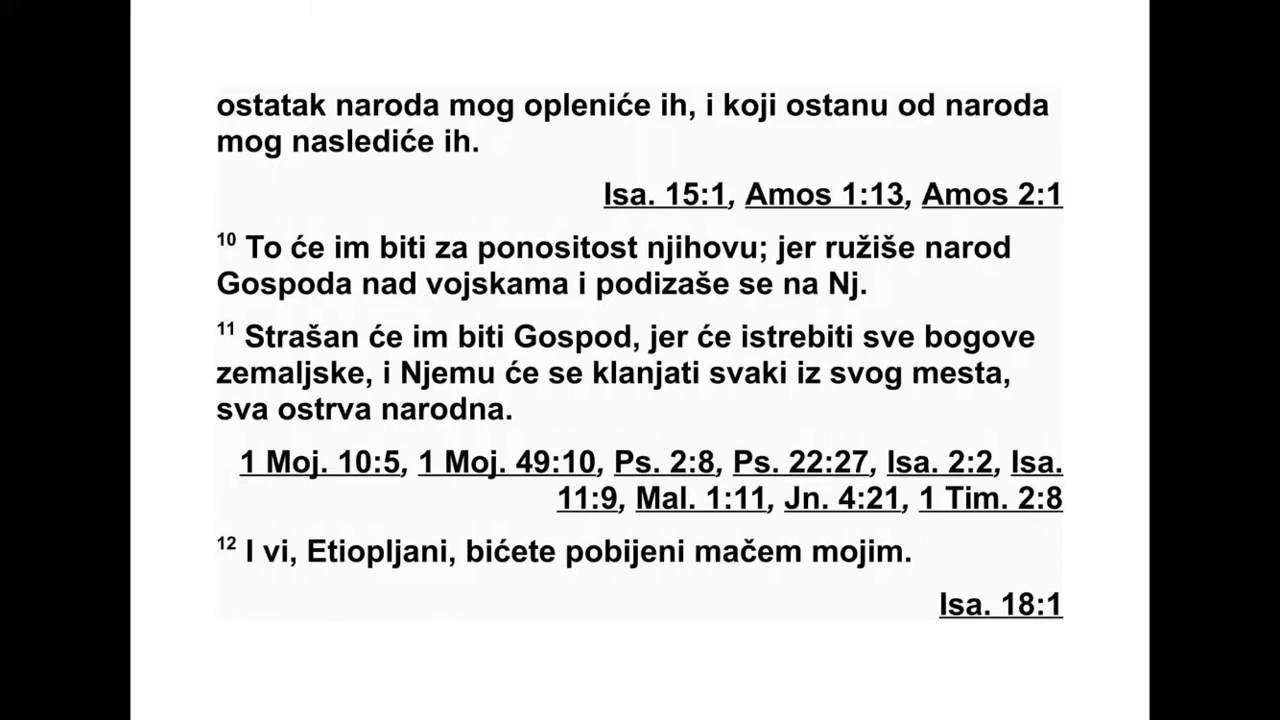 ostatak naroda mog opleniće ih, i koji ostanu od naroda
mog naslediće ih.
Isa. 15:1, Amos 1:13, Amos 2:1
10 To će im biti za ponositost njihovu; jer ružiše narod
Gospoda nad vojskama i podizaše se na Nj.
11 Strašan će im biti Gospod, jer će istrebiti sve bogove
zemaljske, i Njemu će se klanjati svaki iz svog mesta,
sva ostrva narodna.
1 Moj. 10:5, 1 Moj. 49:10, Ps. 2:8, Ps. 22:27, Isa. 2:2, Isa.
11:9, Mal. 1:11, Jn. 4:21, 1 Tim. 2:8
12 I vi, Etiopljani, bićete pobijeni mačem mojim.
Isa. 18:1